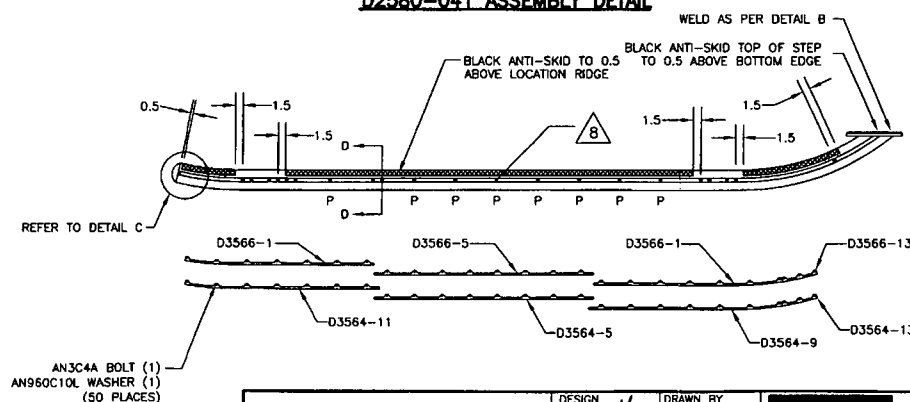 D2580-041 ASSEMBLY DETAIL
WELD AS PER DETAIL B
BLACK ANTI-SKID TO 0.5
ABOVE LOCATION RIDGE
BLACK ANTI-SKID TOP OF STEP
TO 0.5 ABOVE BOTTOM EDGE
0.5
1.5
1.5
1.5
1.5
1.5
8
D
D
P P P P P P P P
REFER TO DETAIL C
D3566-1
D3566-5
D3566-1
D3566-13
D3564-11
D3564-5
D3564-9
D3564-13
AN3C4A BOLT (1)
AN960C10L WASHER (1)
(50 PLACES)
DESIGN
DRAWN BY